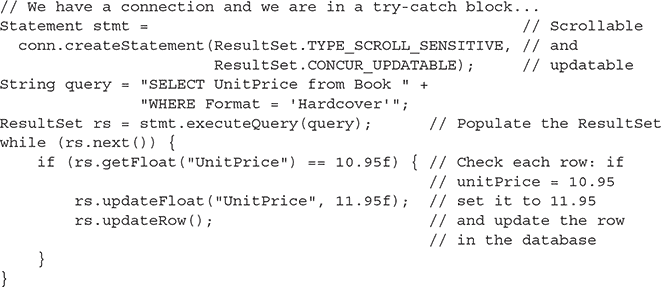 // We have a connection and we are in a try-catch block...
Statement stmt =                              // Scrollable
   conn.createStatement(ResultSet.TYPE_SCROLL_SENSITIVE, // and
                  ResultSet.CONCUR_UPDATABLE);     // updatable
String query = "SELECT UnitPrice from Book " +
            "WHERE Format = 'Hardcover'";
ResultSet rs = stmt.executeQuery(query);      // Populate the ResultSet
while (rs.next()) {
   if (rs.getFloat("UnitPrice") == 10.95f) { // Check each row: if
                                      // unitPrice = 10.95
      rs.updateFloat("UnitPrice", 11.95f);  // set it to 11.95
      rs.updateRow();                    // and update the row
                                      // in the database
   }
}